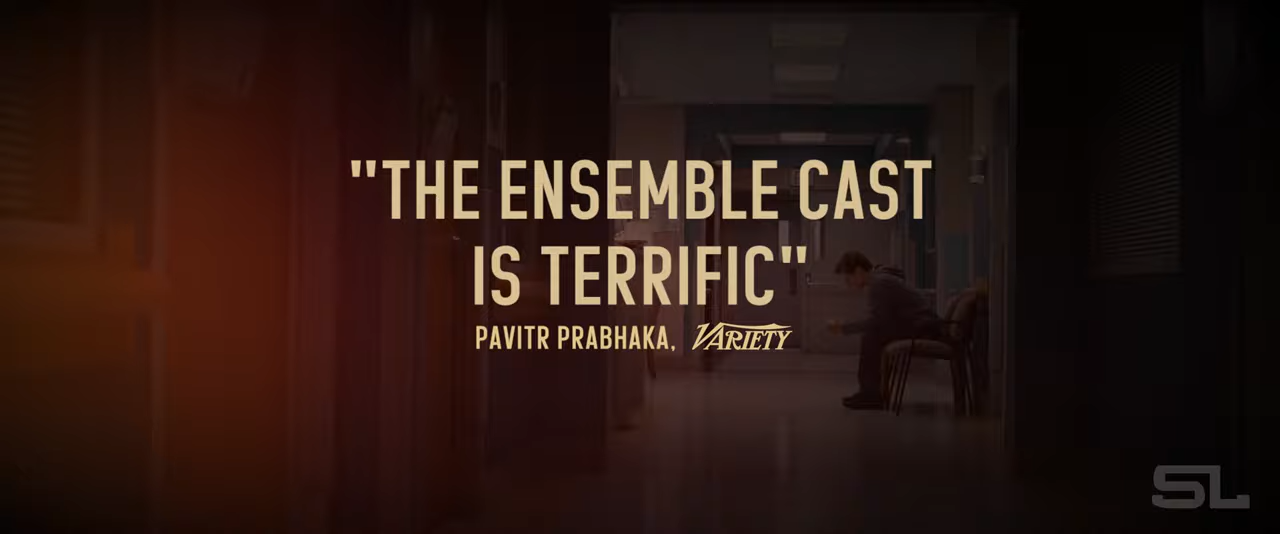 "THE ENSEMBLE CAST
IS TERRIFIC"
PAVITR PRABHAKA, VARIETY
SL